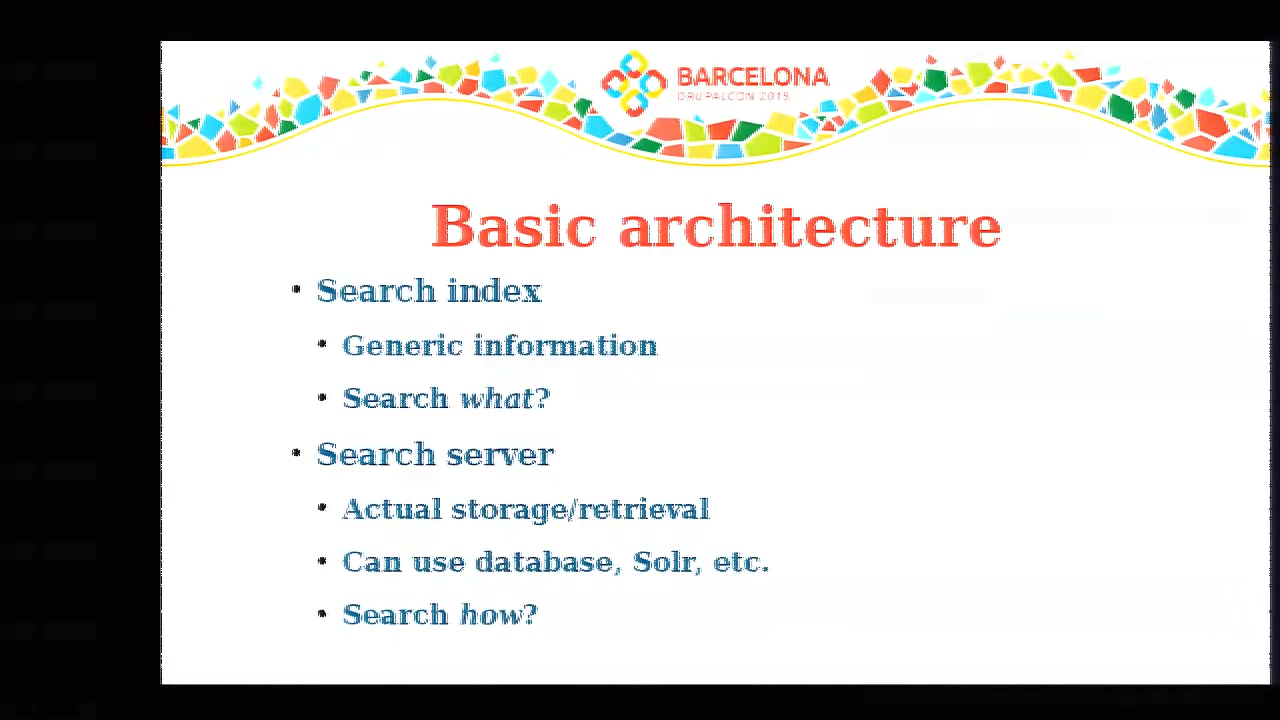 BARCELONA
DRUPALCON 2015
Basic architecture
• Search index
• Generic information
• Search what?
• Search server
• Actual storage/retrieval
• Can use database, Solr, etc.
• Search how?